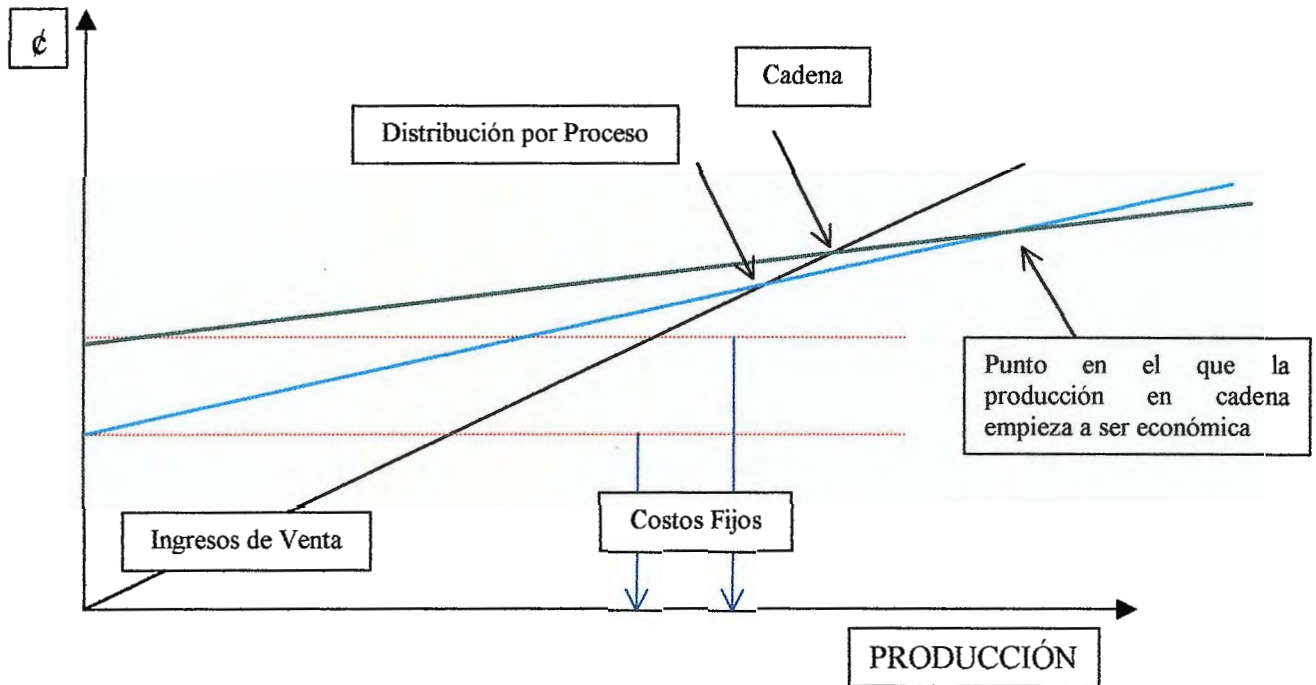 ₡
Cadena
Distribución por Proceso
Punto en el que la
producción en cadena
empieza a ser económica
Costos Fijos
Ingresos de Venta
PRODUCCIÓN